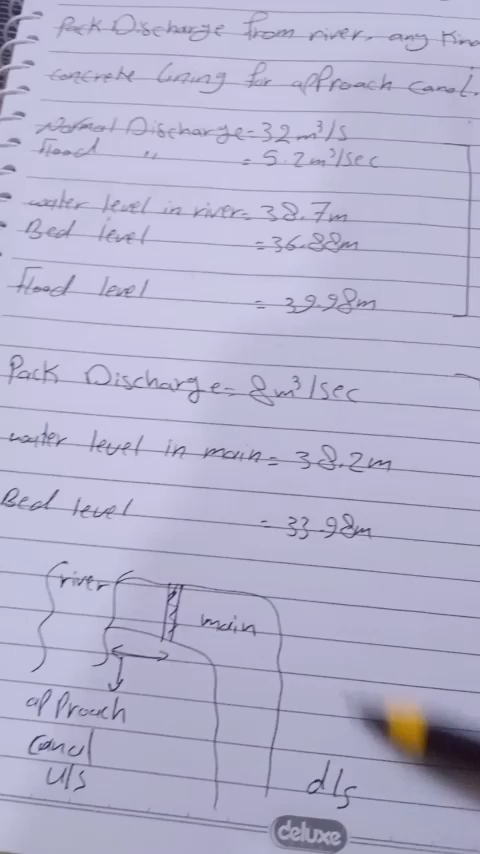 Pack Discharge from river, any kind
concrete lining for approach canal.
Normal Discharge = 32 m³/s
Flood " = 5.2 m³/sec
water level in river = 38.7m
Bed level = 36.88m
Flood level = 39.98m
Pack Discharge = 8m³/sec
water level in main = 38.2m
Bed level = 33.98m
river
main
approach
canal
u/s
d/s
deluxe